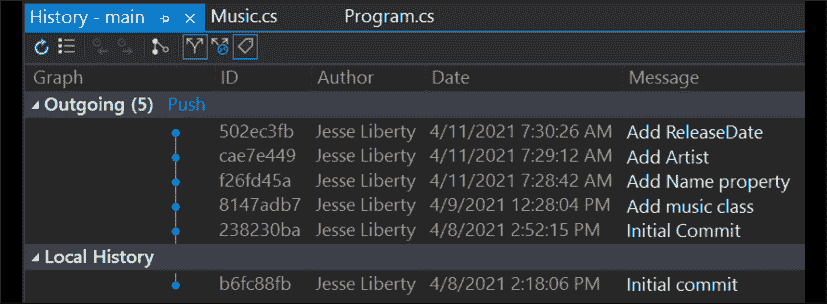 History - main Music.cs Program.cs
Graph ID Author Date Message
Outgoing (5) Push
502ec3fb Jesse Liberty 4/11/2021 7:30:26 AM Add ReleaseDate
cae7e449 Jesse Liberty 4/11/2021 7:29:12 AM Add Artist
f26fd45a Jesse Liberty 4/11/2021 7:28:42 AM Add Name property
8147adb7 Jesse Liberty 4/9/2021 12:28:04 PM Add music class
238230ba Jesse Liberty 4/8/2021 2:52:15 PM Initial Commit
Local History
b6fc88fb Jesse Liberty 4/8/2021 2:18:06 PM Initial commit